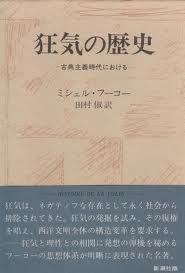 狂気の歴史
古典主義時代における
ミシェル・フーコー
田村俶訳
HISTOIRE DE LA FOLIE
狂気は、ネガティブな存在として永く社会から
排除されてきた。狂気の発掘を試み、その復権
を唱え、西洋文明全体の構造変革を要求する。
──狂気と理性との相関に発想の弾機を秘める
フーコーの思想体系が明晰に表現された名著。
新潮社版